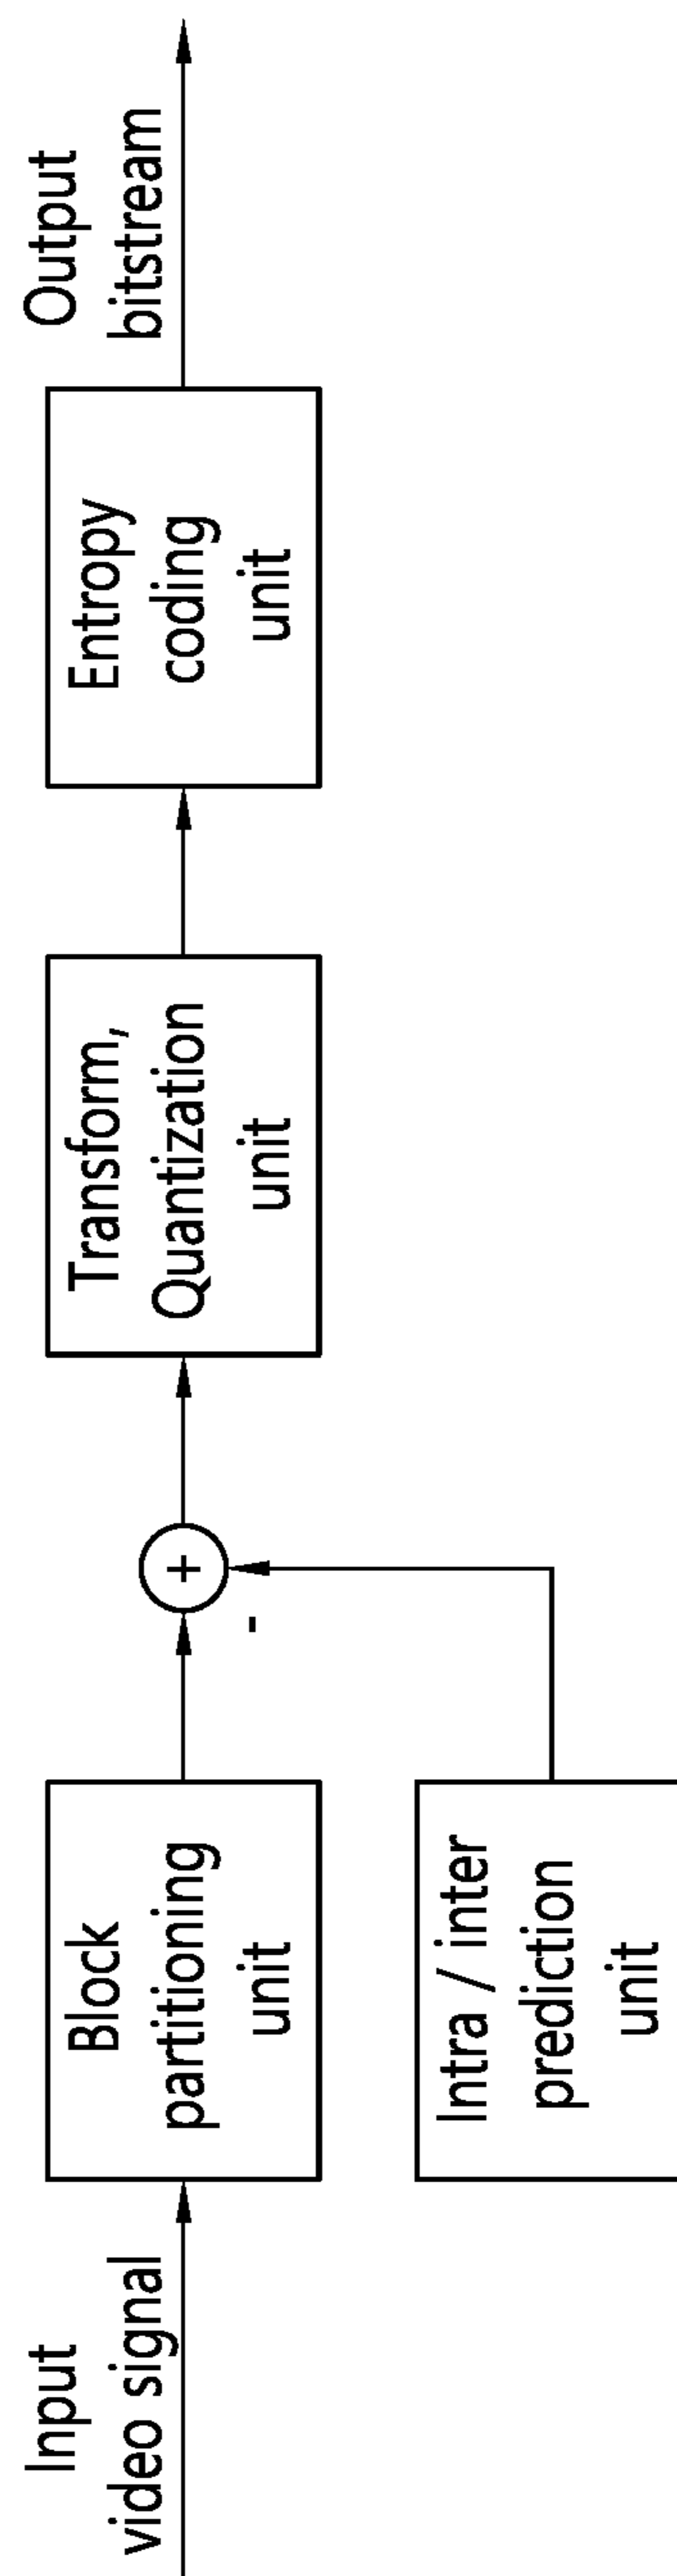 Input
video signal
Block
partitioning
unit
+
-
Transform,
Quantization
unit
Entropy
coding
unit
Output
bitstream
Intra / inter
prediction
unit